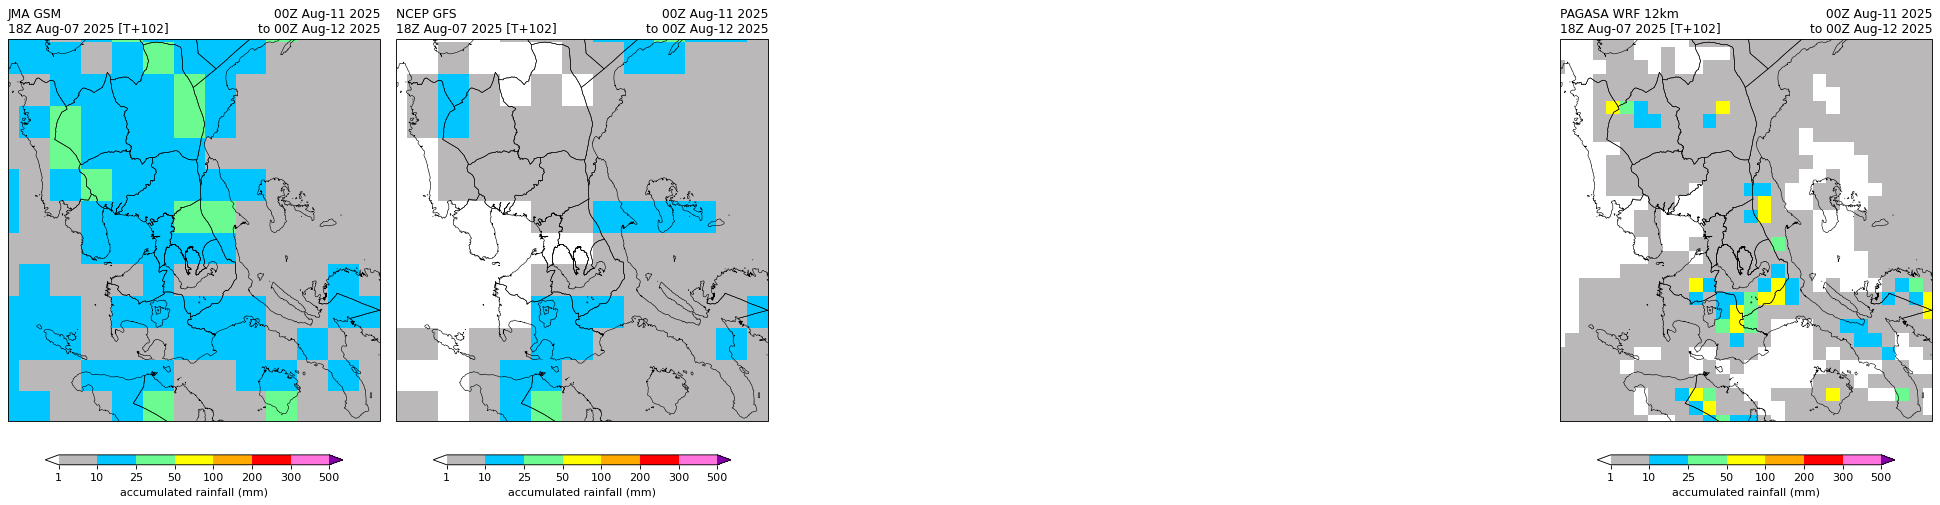 JMA GSM
00Z Aug-11 2025
18Z Aug-07 2025 [T+102]
to 00Z Aug-12 2025
1 10 25 50 100 200 300 500
accumulated rainfall (mm)
NCEP GFS
00Z Aug-11 2025
18Z Aug-07 2025 [T+102]
to 00Z Aug-12 2025
1 10 25 50 100 200 300 500
accumulated rainfall (mm)
PAGASA WRF 12km
00Z Aug-11 2025
18Z Aug-07 2025 [T+102]
to 00Z Aug-12 2025
1 10 25 50 100 200 300 500
accumulated rainfall (mm)